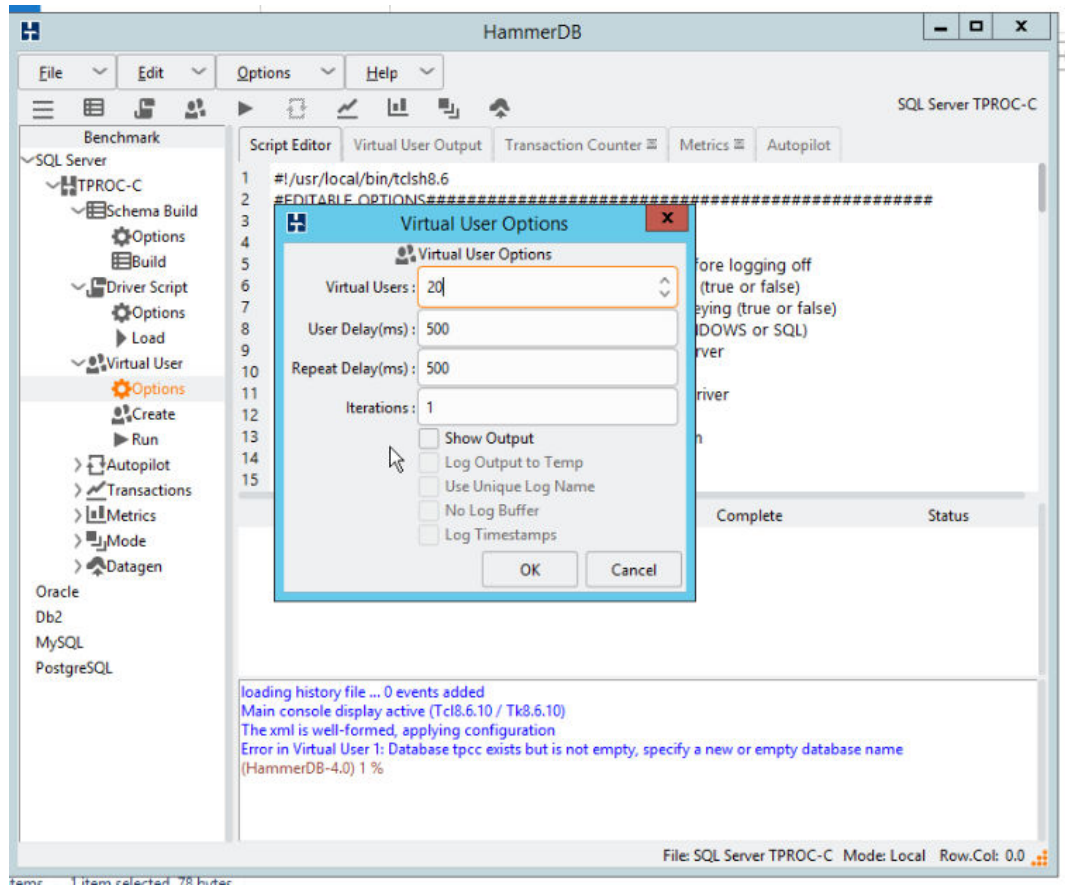 HammerDB
File Edit Options Help
SQL Server TPROC-C
Benchmark
SQL Server
TPROC-C
Schema Build
Options
Build
Driver Script
Options
Load
Virtual User
Options
Create
Run
Autopilot
Transactions
Metrics
Mode
Datagen
Oracle
Db2
MySQL
PostgreSQL
Script Editor Virtual User Output Transaction Counter Metrics Autopilot
1 #!/usr/local/bin/tclsh8.6
2 #EDITABLE OPTIONS##################################################
3
4
5 fore logging off
6 (true or false)
7 eying (true or false)
8 IDOWS or SQL)
9 rver
10
11 river
12
13 n
14
15
Virtual User Options
Virtual User Options
Virtual Users : 20
User Delay(ms) : 500
Repeat Delay(ms) : 500
Iterations : 1
Show Output
Log Output to Temp
Use Unique Log Name
No Log Buffer
Log Timestamps
OK Cancel
Complete Status
loading history file ... 0 events added
Main console display active (Tcl8.6.10 / Tk8.6.10)
The xml is well-formed, applying configuration
Error in Virtual User 1: Database tpcc exists but is not empty, specify a new or empty database name
(HammerDB-4.0) 1 %
File: SQL Server TPROC-C Mode: Local Row.Col: 0.0
tems 1 item selected 78 bytes